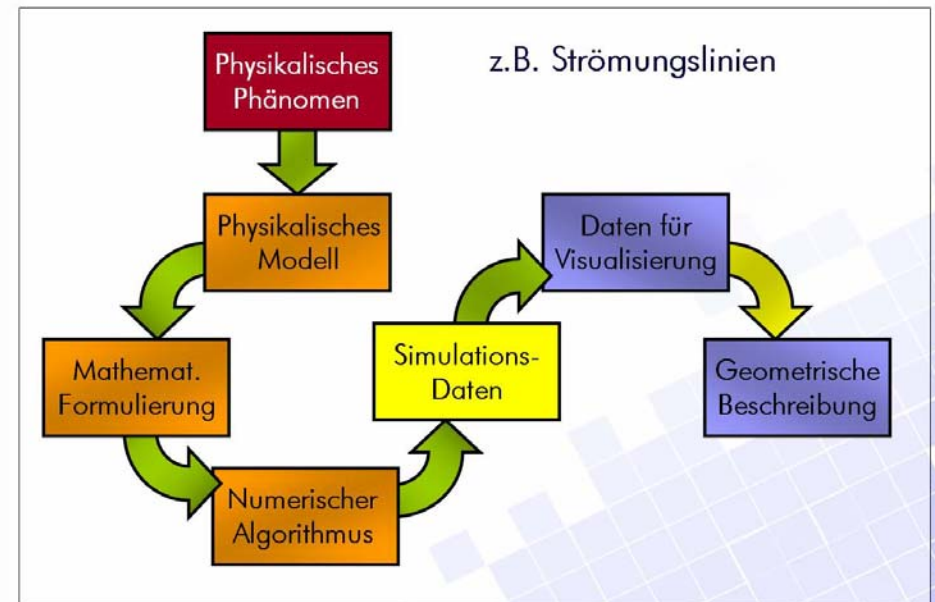 z.B. Strömungslinien
Physikalisches
Phänomen
Physikalisches
Modell
Mathemat.
Formulierung
Numerischer
Algorithmus
Simulations-
Daten
Daten für
Visualisierung
Geometrische
Beschreibung